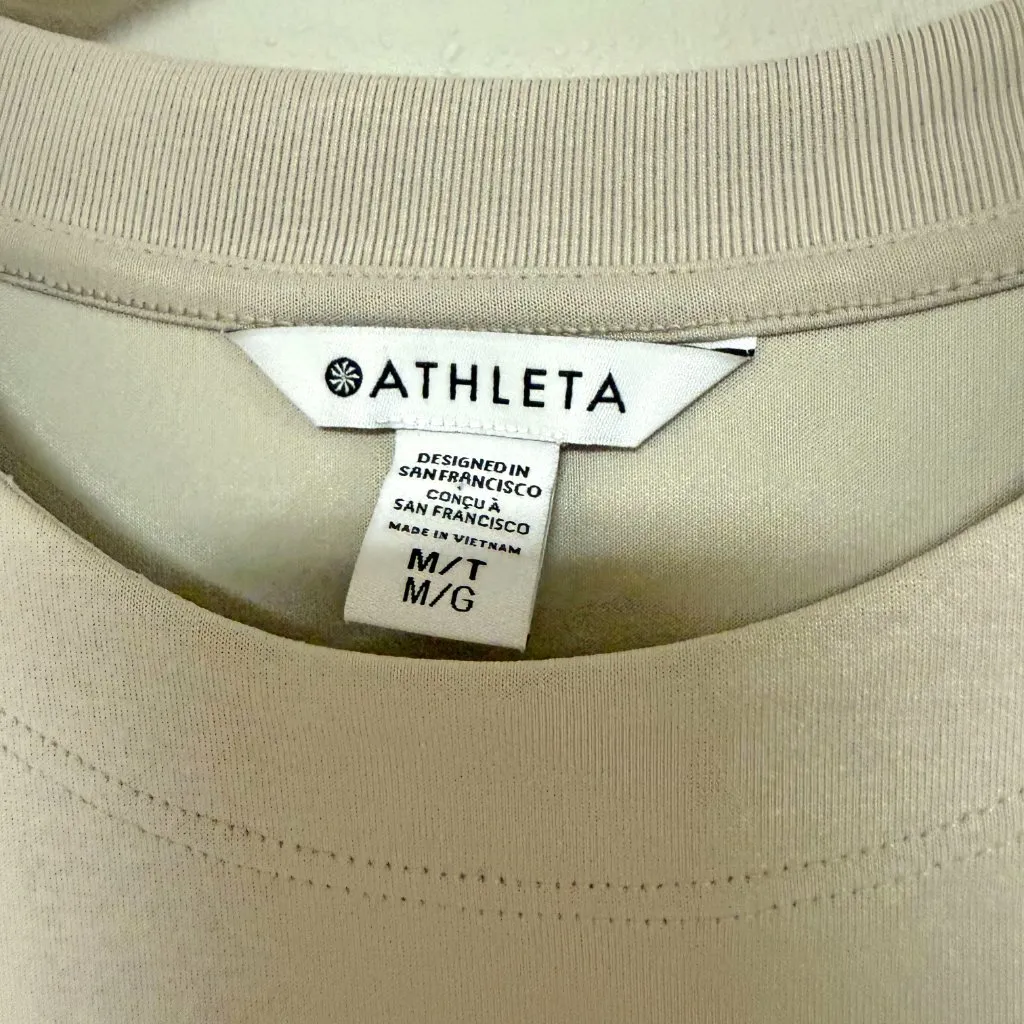 ATHLETA
DESIGNED IN
SAN FRANCISCO
CONÇU À
SAN FRANCISCO
MADE IN VIETNAM
M/T
M/G